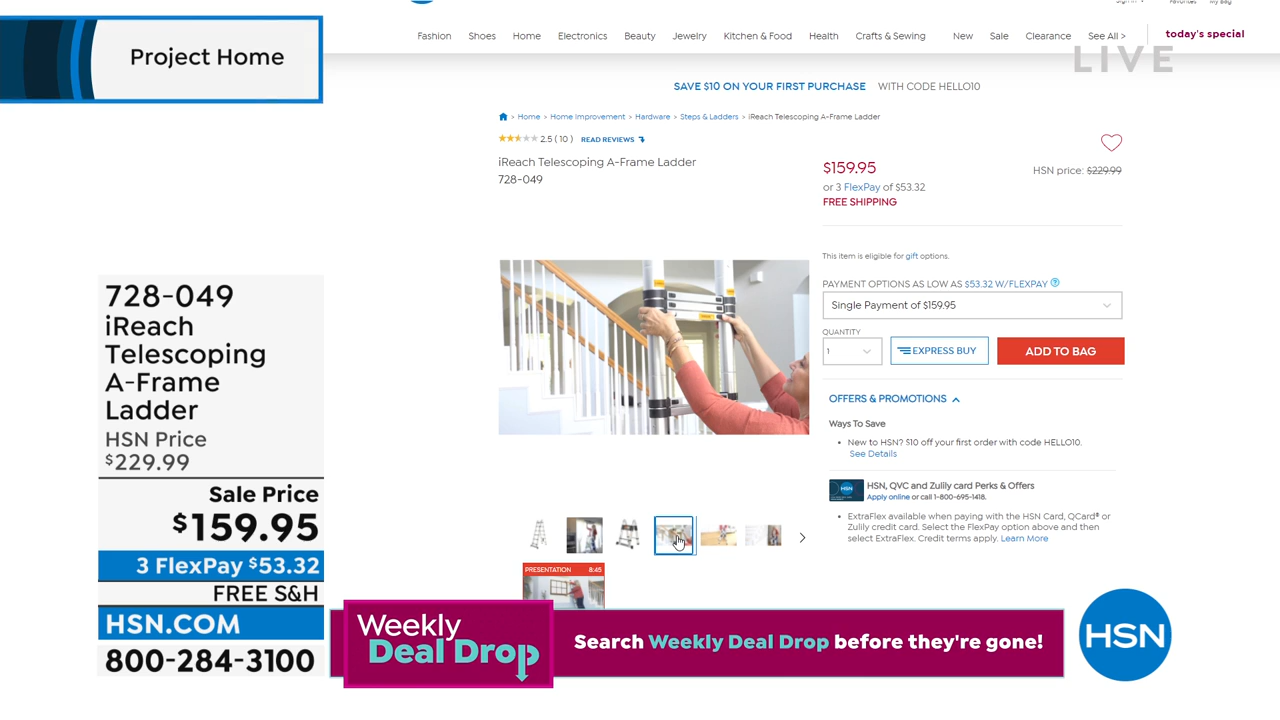 Project Home
Favorites
My Bag
Fashion Shoes Home Electronics Beauty Jewelry Kitchen & Food Health Crafts & Sewing New Sale Clearance See All > today's special
LIVE
SAVE $10 ON YOUR FIRST PURCHASE WITH CODE HELLO10
> Home > Home Improvement > Hardware > Steps & Ladders > iReach Telescoping A-Frame Ladder
2.5 ( 10 ) READ REVIEWS
iReach Telescoping A-Frame Ladder
728-049
$159.95
HSN price: $229.99
or 3 FlexPay of $53.32
FREE SHIPPING
This item is eligible for gift options.
PAYMENT OPTIONS AS LOW AS $53.32 W/FLEXPAY ?
Single Payment of $159.95
QUANTITY
1
EXPRESS BUY
ADD TO BAG
OFFERS & PROMOTIONS
Ways To Save
• New to HSN? $10 off your first order with code HELLO10.
See Details
HSN
HSN, QVC and Zulily card Perks & Offers
Apply online or call 1-800-695-1418.
• ExtraFlex available when paying with the HSN Card, QCard® or
Zulily credit card. Select the FlexPay option above and then
select ExtraFlex. Credit terms apply. Learn More
PRESENTATION 8:45
728-049
iReach
Telescoping
A-Frame
Ladder
HSN Price
$229.99
Sale Price
$159.95
3 FlexPay $53.32
FREE S&H
HSN.COM
800-284-3100
Weekly
Deal Drop
Search Weekly Deal Drop before they're gone!
HSN